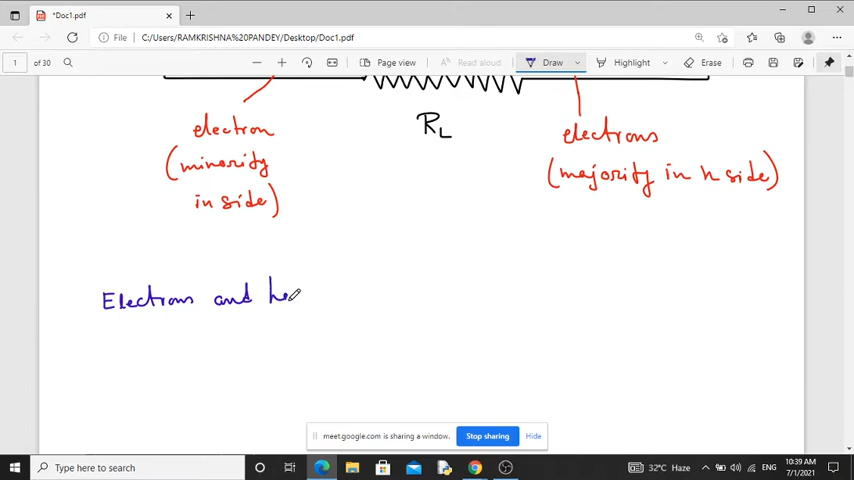 *Doc1.pdf
File C:/Users/RAMKRISHNA%20PANDEY/Desktop/Doc1.pdf
1 of 30 Page view Read aloud Draw Highlight Erase
electron
(minority
in side)
RL
electrons
(majority in n side)
Electrons and ho
meet.google.com is sharing a window. Stop sharing Hide
Type here to search
32°C Haze ENG 10:39 AM
7/1/2021